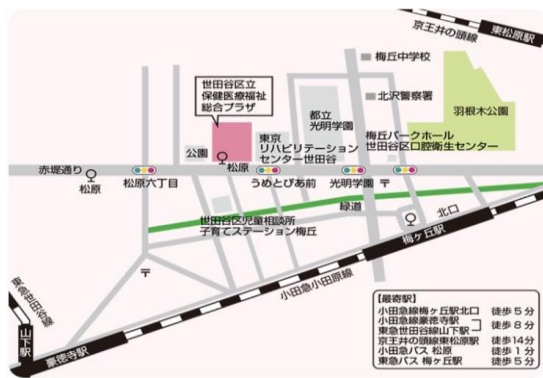 京王井の頭線
東松原駅
梅丘中学校
北沢警察署
羽根木公園
世田谷区立
保健医療福祉
総合プラザ
都立
光明学園
梅丘パークホール
世田谷区口腔衛生センター
公園
松原
東京
リハビリテーション
センター世田谷
赤堤通り
松原
松原六丁目
うめとぴあ前
光明学園
〒
世田谷区児童相談所
子育てステーション梅丘
緑道
北口
梅ヶ丘駅
〒
小田急小田原線
東急世田谷線
山下駅
豪徳寺駅
【最寄駅】
小田急線梅ヶ丘駅北口 徒歩5分
小田急線豪徳寺駅
東急世田谷線山下駅 徒歩8分
京王井の頭線東松原駅 徒歩14分
小田急バス 松原 徒歩1分
東急バス 梅ヶ丘駅 徒歩5分